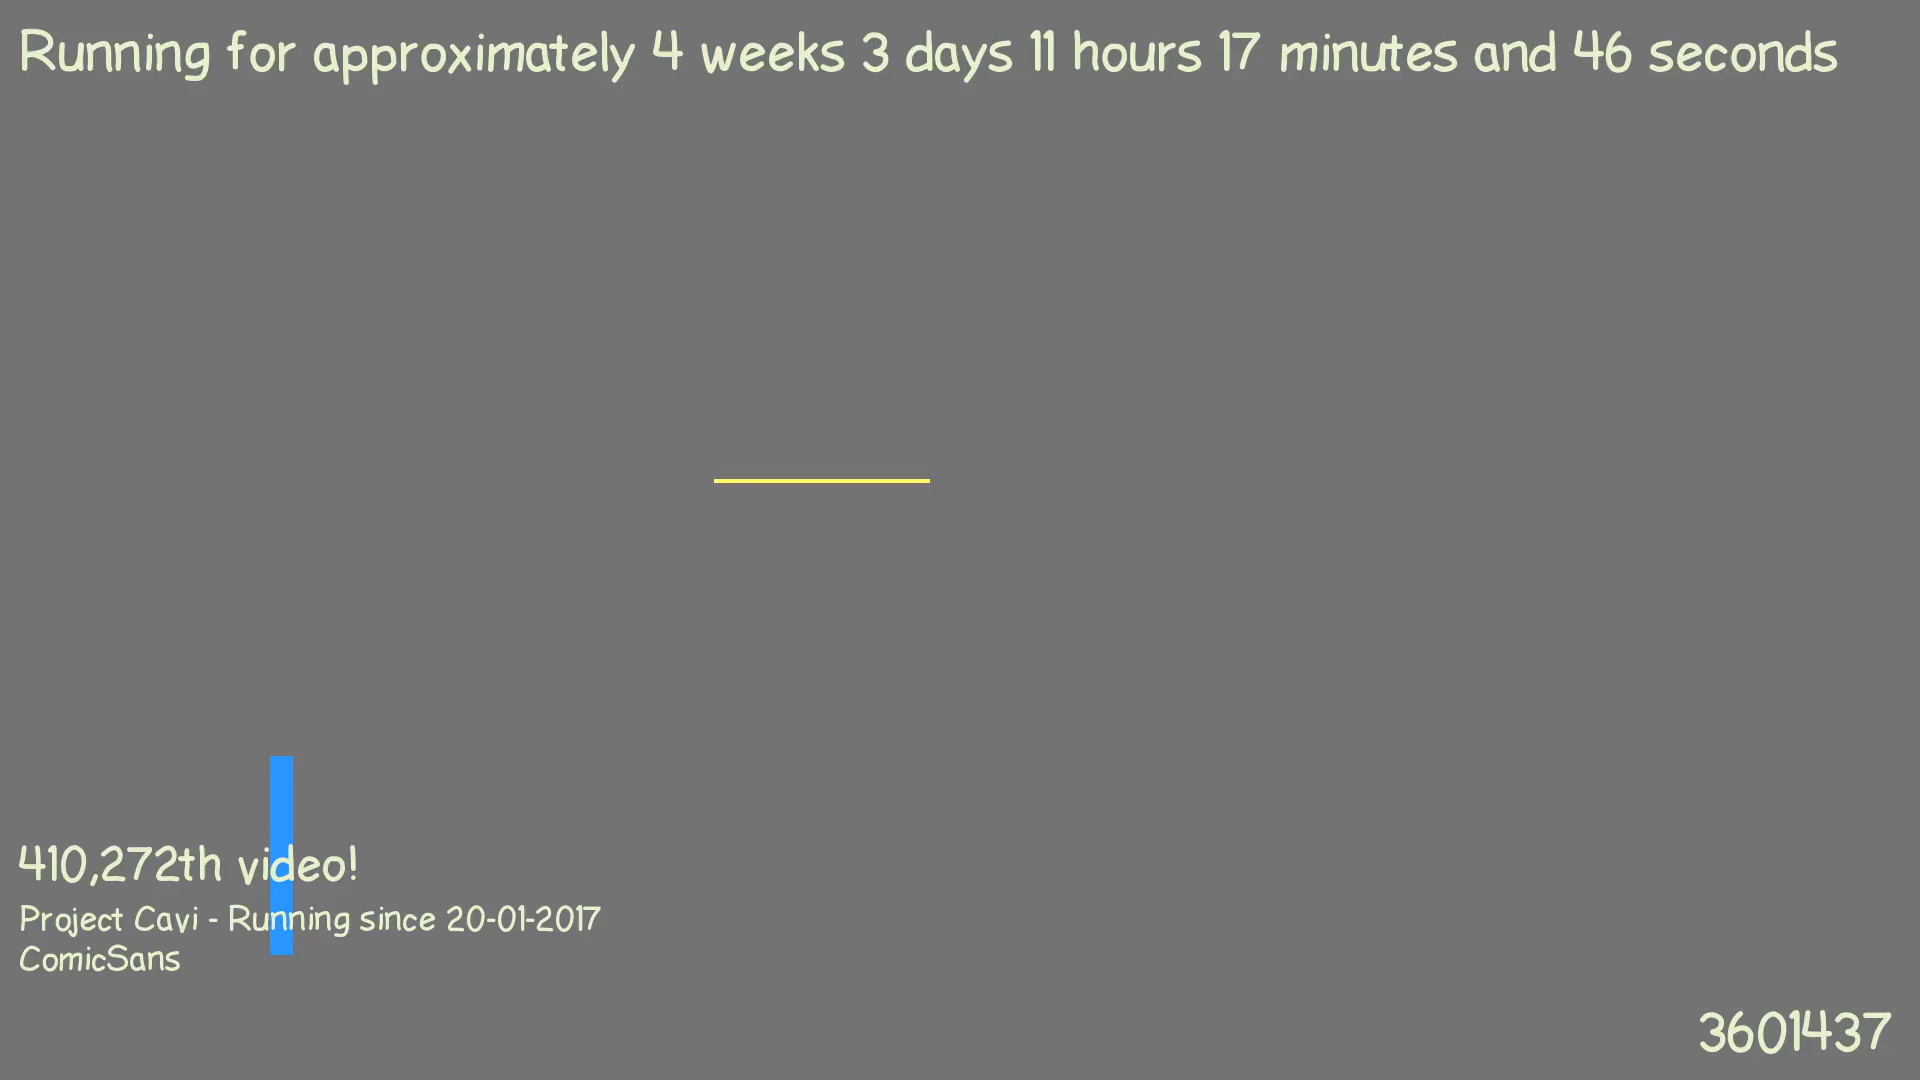 Running for approximately 4 weeks 3 days 11 hours 17 minutes and 46 seconds
410,272th video!
Project Cavi - Running since 20-01-2017
ComicSans
3601437